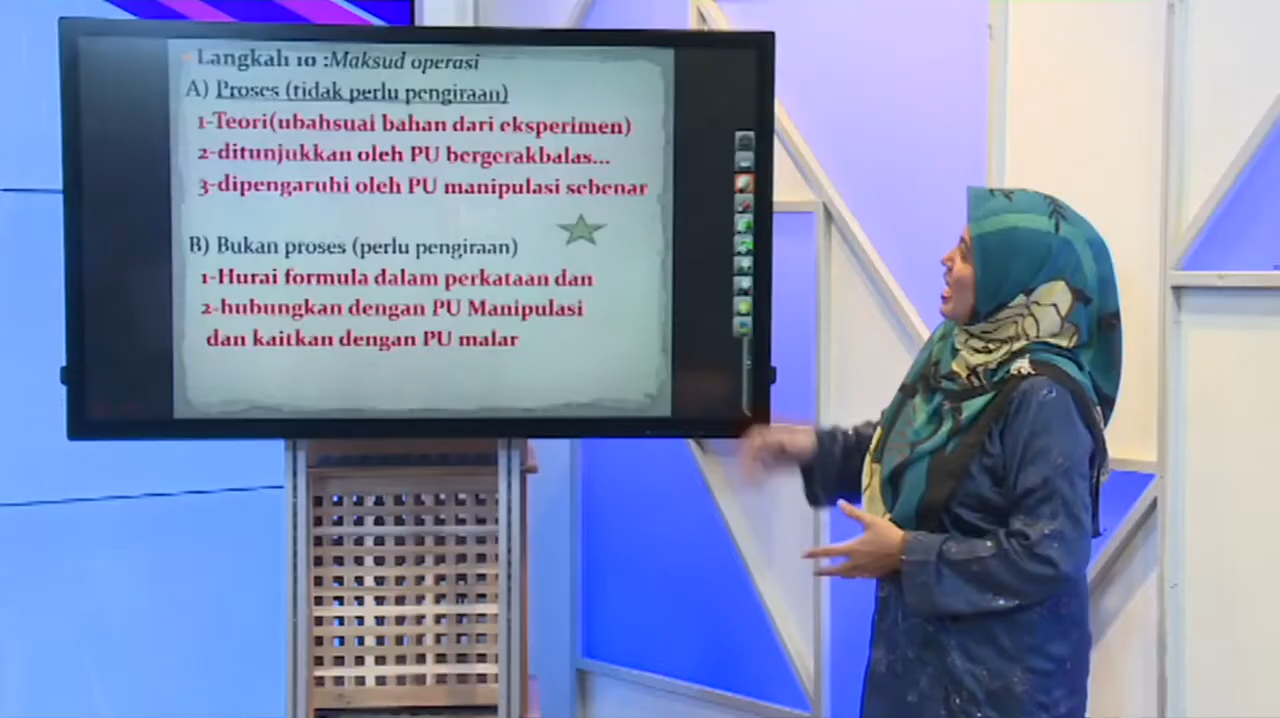 Langkah 10 :Maksud operasi
A) Proses (tidak perlu pengiraan)
1-Teori(ubahsuai bahan dari eksperimen)
2-ditunjukkan oleh PU bergerakbalas...
3-dipengaruhi oleh PU manipulasi sebenar
B) Bukan proses (perlu pengiraan)
1-Hurai formula dalam perkataan dan
2-hubungkan dengan PU Manipulasi
dan kaitkan dengan PU malar